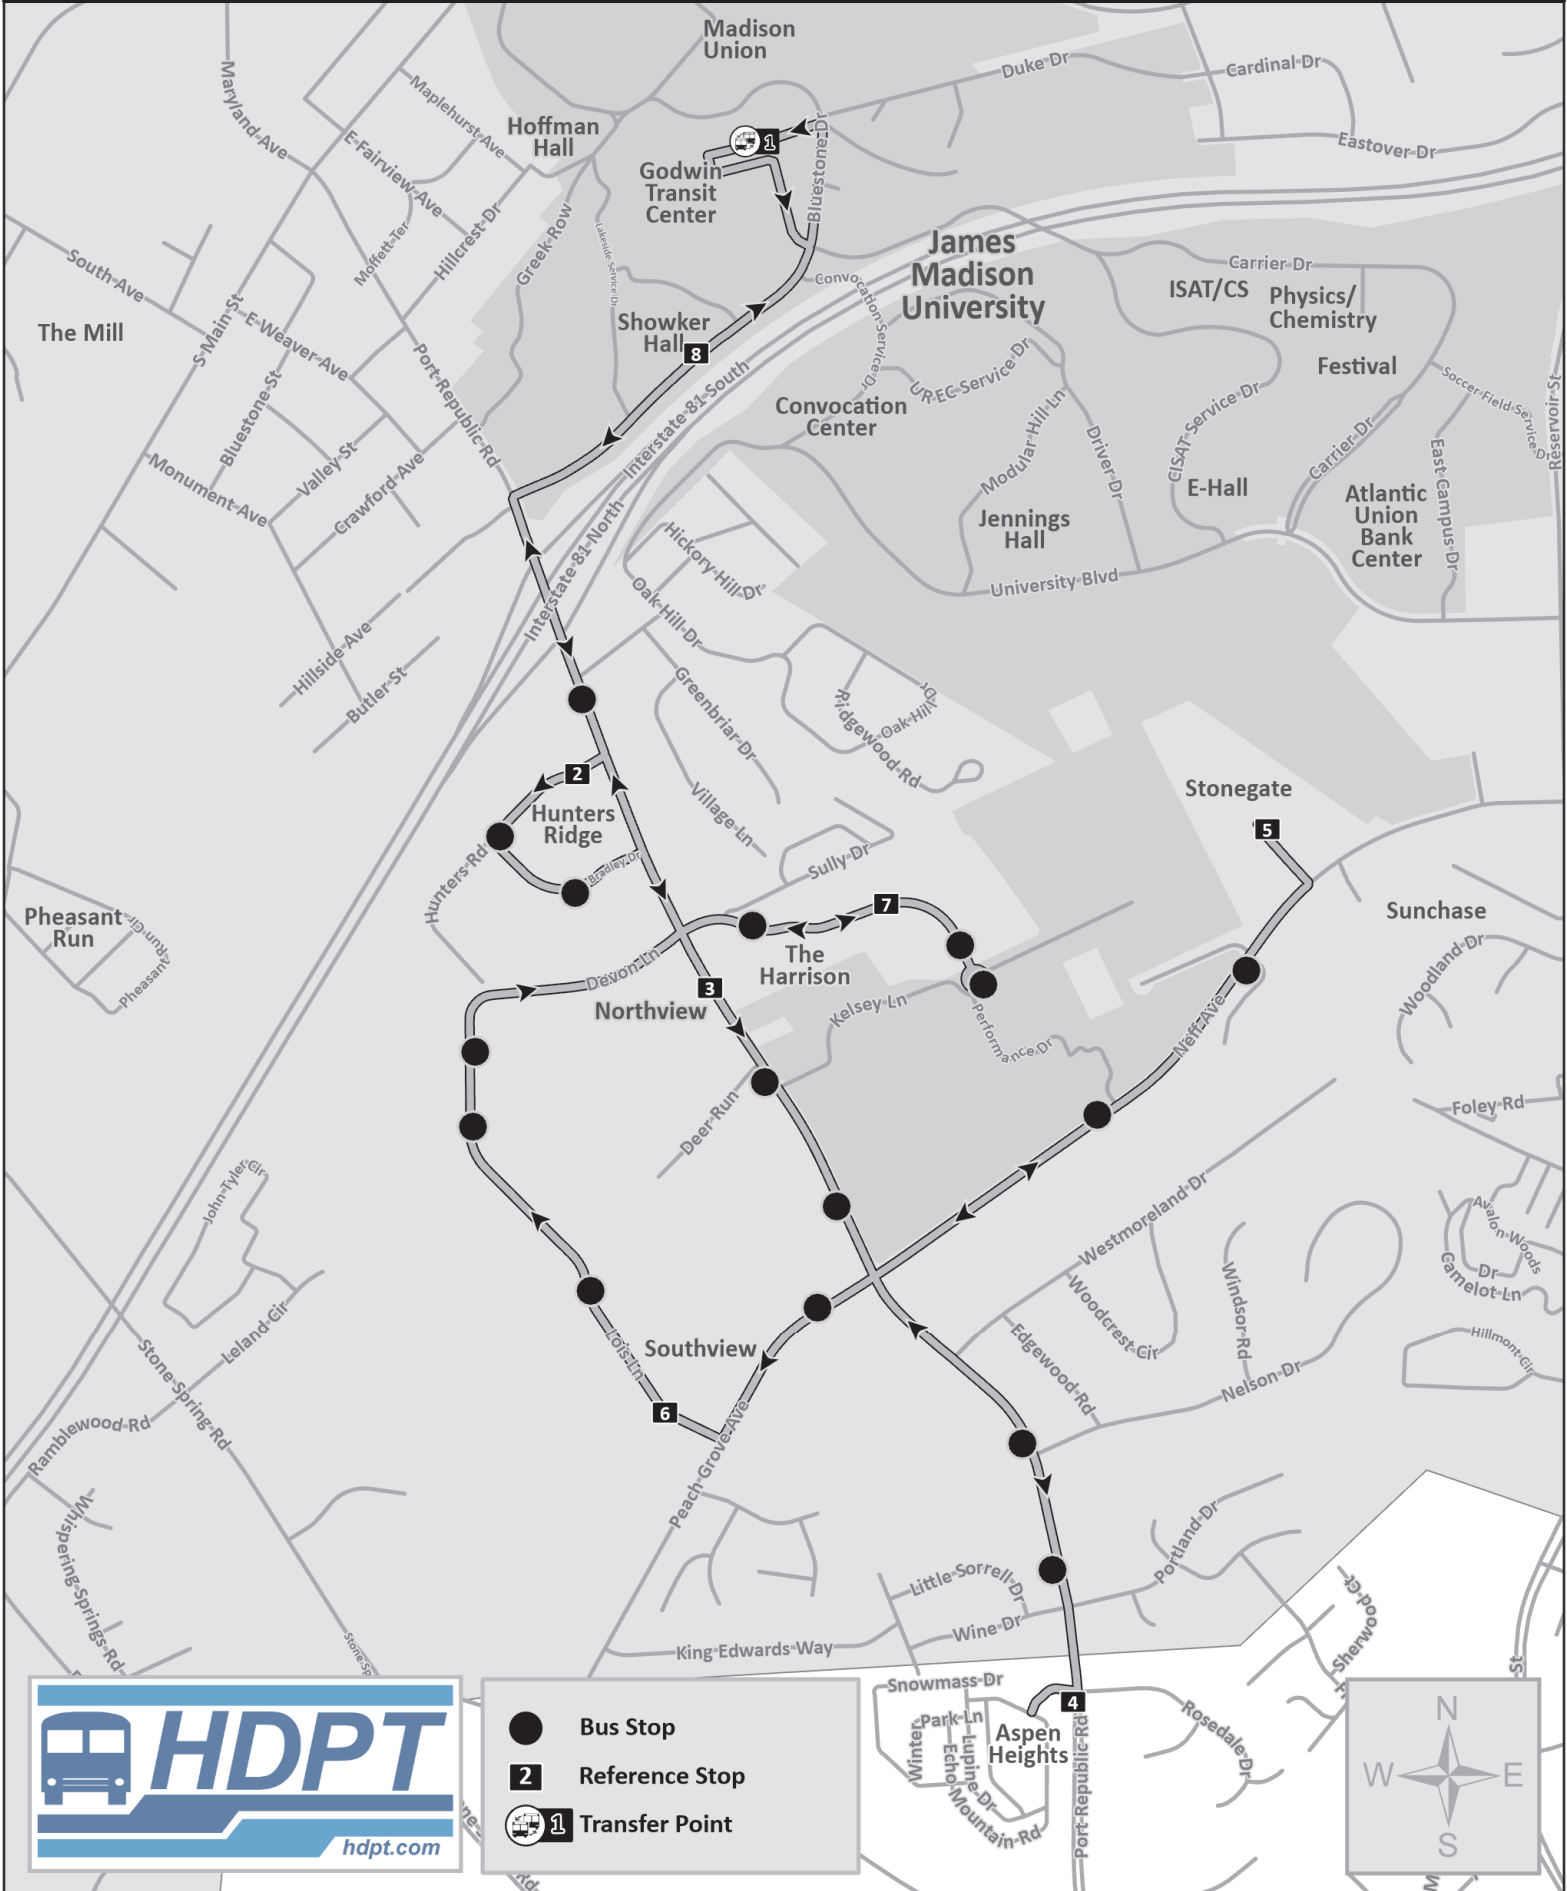 Madison
Union
Duke Dr
Cardinal Dr
Eastover Dr
Maryland Ave
Maplehurst Ave
Hoffman
Hall
E Fairview Ave
1
Bluestone Dr
Godwin
Transit
Center
Moffett Ter
Hillcrest Dr
Greek Row
Lakeside Service Dr
South Ave
The Mill
S Main St
E Weaver Ave
Port Republic Rd
James
Madison
University
Convocation Service Dr
Carrier Dr
ISAT/CS
Physics/
Chemistry
Showker
Hall
8
Festival
Interstate 81 South
UREC Service Dr
Convocation
Center
Modular Hill Ln
Driver Dr
CISAT Service Dr
Carrier Dr
Soccer Field Service Dr
Reservoir St
East Campus Dr
Bluestone St
Valley St
Monument Ave
Crawford Ave
E-Hall
Jennings
Hall
Atlantic
Union
Bank
Center
Interstate 81 North
Hickory Hill Dr
University Blvd
Oak Hill Dr
Hillside Ave
Butler St
Greenbriar Dr
Ridgewood Rd
Oak Hill Dr
2
Hunters
Ridge
Village Ln
Stonegate
5
Hunters Rd
Bradley Dr
Sully Dr
Pheasant
Run
Pheasant Run Cir
7
The
Harrison
Sunchase
Woodland Dr
Devon Ln
3
Northview
Kelsey Ln
Performance Dr
Neff Ave
Deer Run
Foley Rd
John Tyler Cir
Westmoreland Dr
Avalon Woods Dr
Camelot Ln
Woodcrest Cir
Windsor Rd
Hillmont Cir
Leland Cir
Lois Ln
Southview
Edgewood Rd
Nelson Dr
Stone Spring Rd
6
Ramblewood Rd
Peach Grove Ave
Whispering Springs Rd
Portland Dr
Little Sorrell Dr
Wine Dr
Sherwood Ct
King Edwards Way
Stone Sp
St
Snowmass Dr
4
Winter Park Ln
Echo Mountain Rd
Lupine Dr
Aspen
Heights
Port Republic Rd
Rosedale Dr
HDPT
hdpt.com
Bus Stop
2 Reference Stop
1 Transfer Point
N
W E
S
Rd